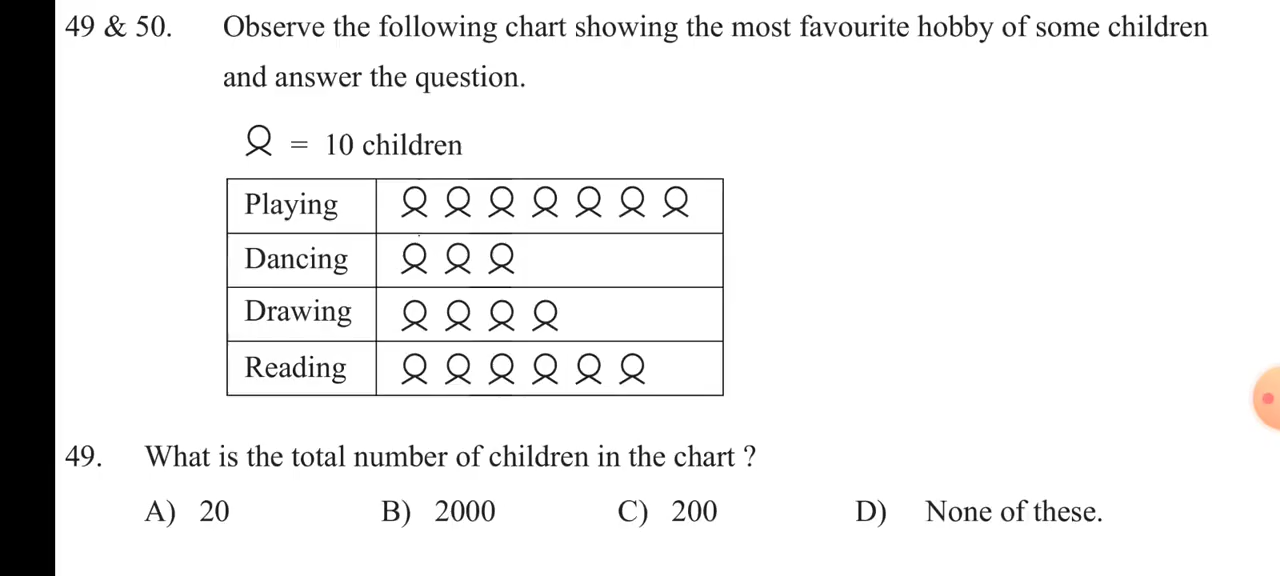 49 & 50. Observe the following chart showing the most favourite hobby of some children
and answer the question.
= 10 children
Playing
Dancing
Drawing
Reading
49. What is the total number of children in the chart ?
A) 20 B) 2000 C) 200 D) None of these.